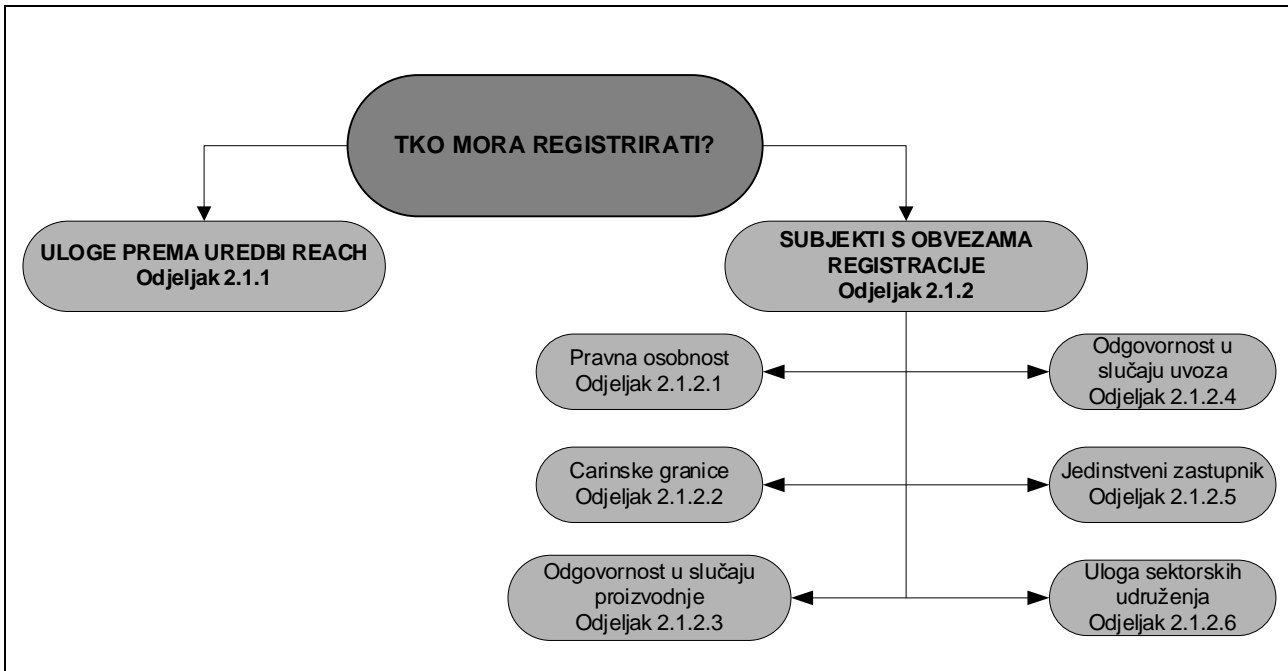 TKO MORA REGISTRIRATI?
ULOGE PREMA UREDBI REACH
Odjeljak 2.1.1
SUBJEKTI S OBVEZAMA
REGISTRACIJE
Odjeljak 2.1.2
Pravna osobnost
Odjeljak 2.1.2.1
Odgovornost u
slučaju uvoza
Odjeljak 2.1.2.4
Carinske granice
Odjeljak 2.1.2.2
Jedinstveni zastupnik
Odjeljak 2.1.2.5
Odgovornost u slučaju
proizvodnje
Odjeljak 2.1.2.3
Uloga sektorskih
udruženja
Odjeljak 2.1.2.6